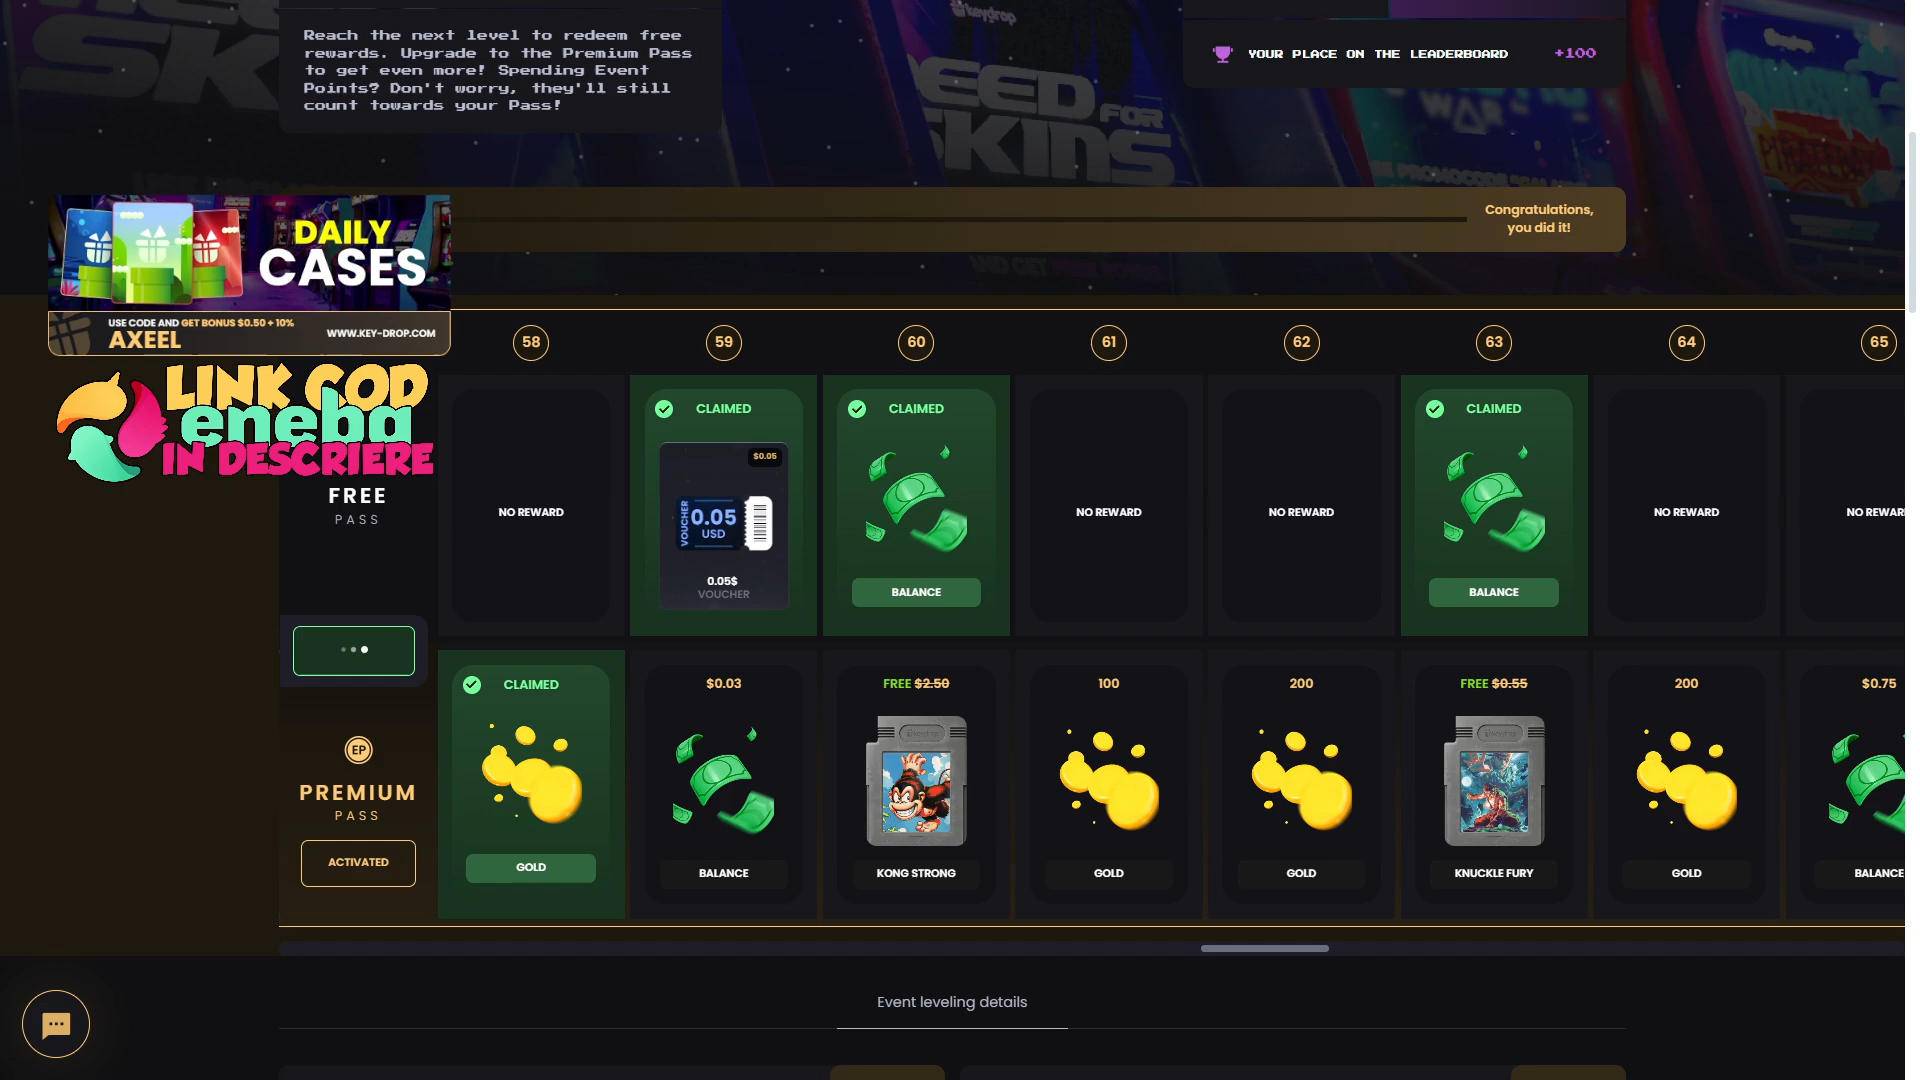 keydrop
Reach the next level to redeem free
rewards. Upgrade to the Premium Pass
to get even more! Spending Event
Points? Don't worry, they'll still
count towards your Pass!
YOUR PLACE ON THE LEADERBOARD
+100
SKINS
FOR
SKINS
WAR
Congratulations,
you did it!
DAILY
CASES
USE CODE AND GET BONUS $0.50 + 10%
AXEEL
WWW.KEY-DROP.COM
LINK COD
eneba
IN DESCRIERE
58
59
60
61
62
63
64
65
FREE
PASS
NO REWARD
CLAIMED
$0.05
VOUCHER
0.05
USD
0.05$
VOUCHER
CLAIMED
BALANCE
NO REWARD
NO REWARD
CLAIMED
BALANCE
NO REWARD
NO REWAR
EP
PREMIUM
PASS
ACTIVATED
CLAIMED
GOLD
$0.03
BALANCE
FREE $2.50
KONG STRONG
100
GOLD
200
GOLD
FREE $0.55
KNUCKLE FURY
200
GOLD
$0.75
BALANCE
Event leveling details